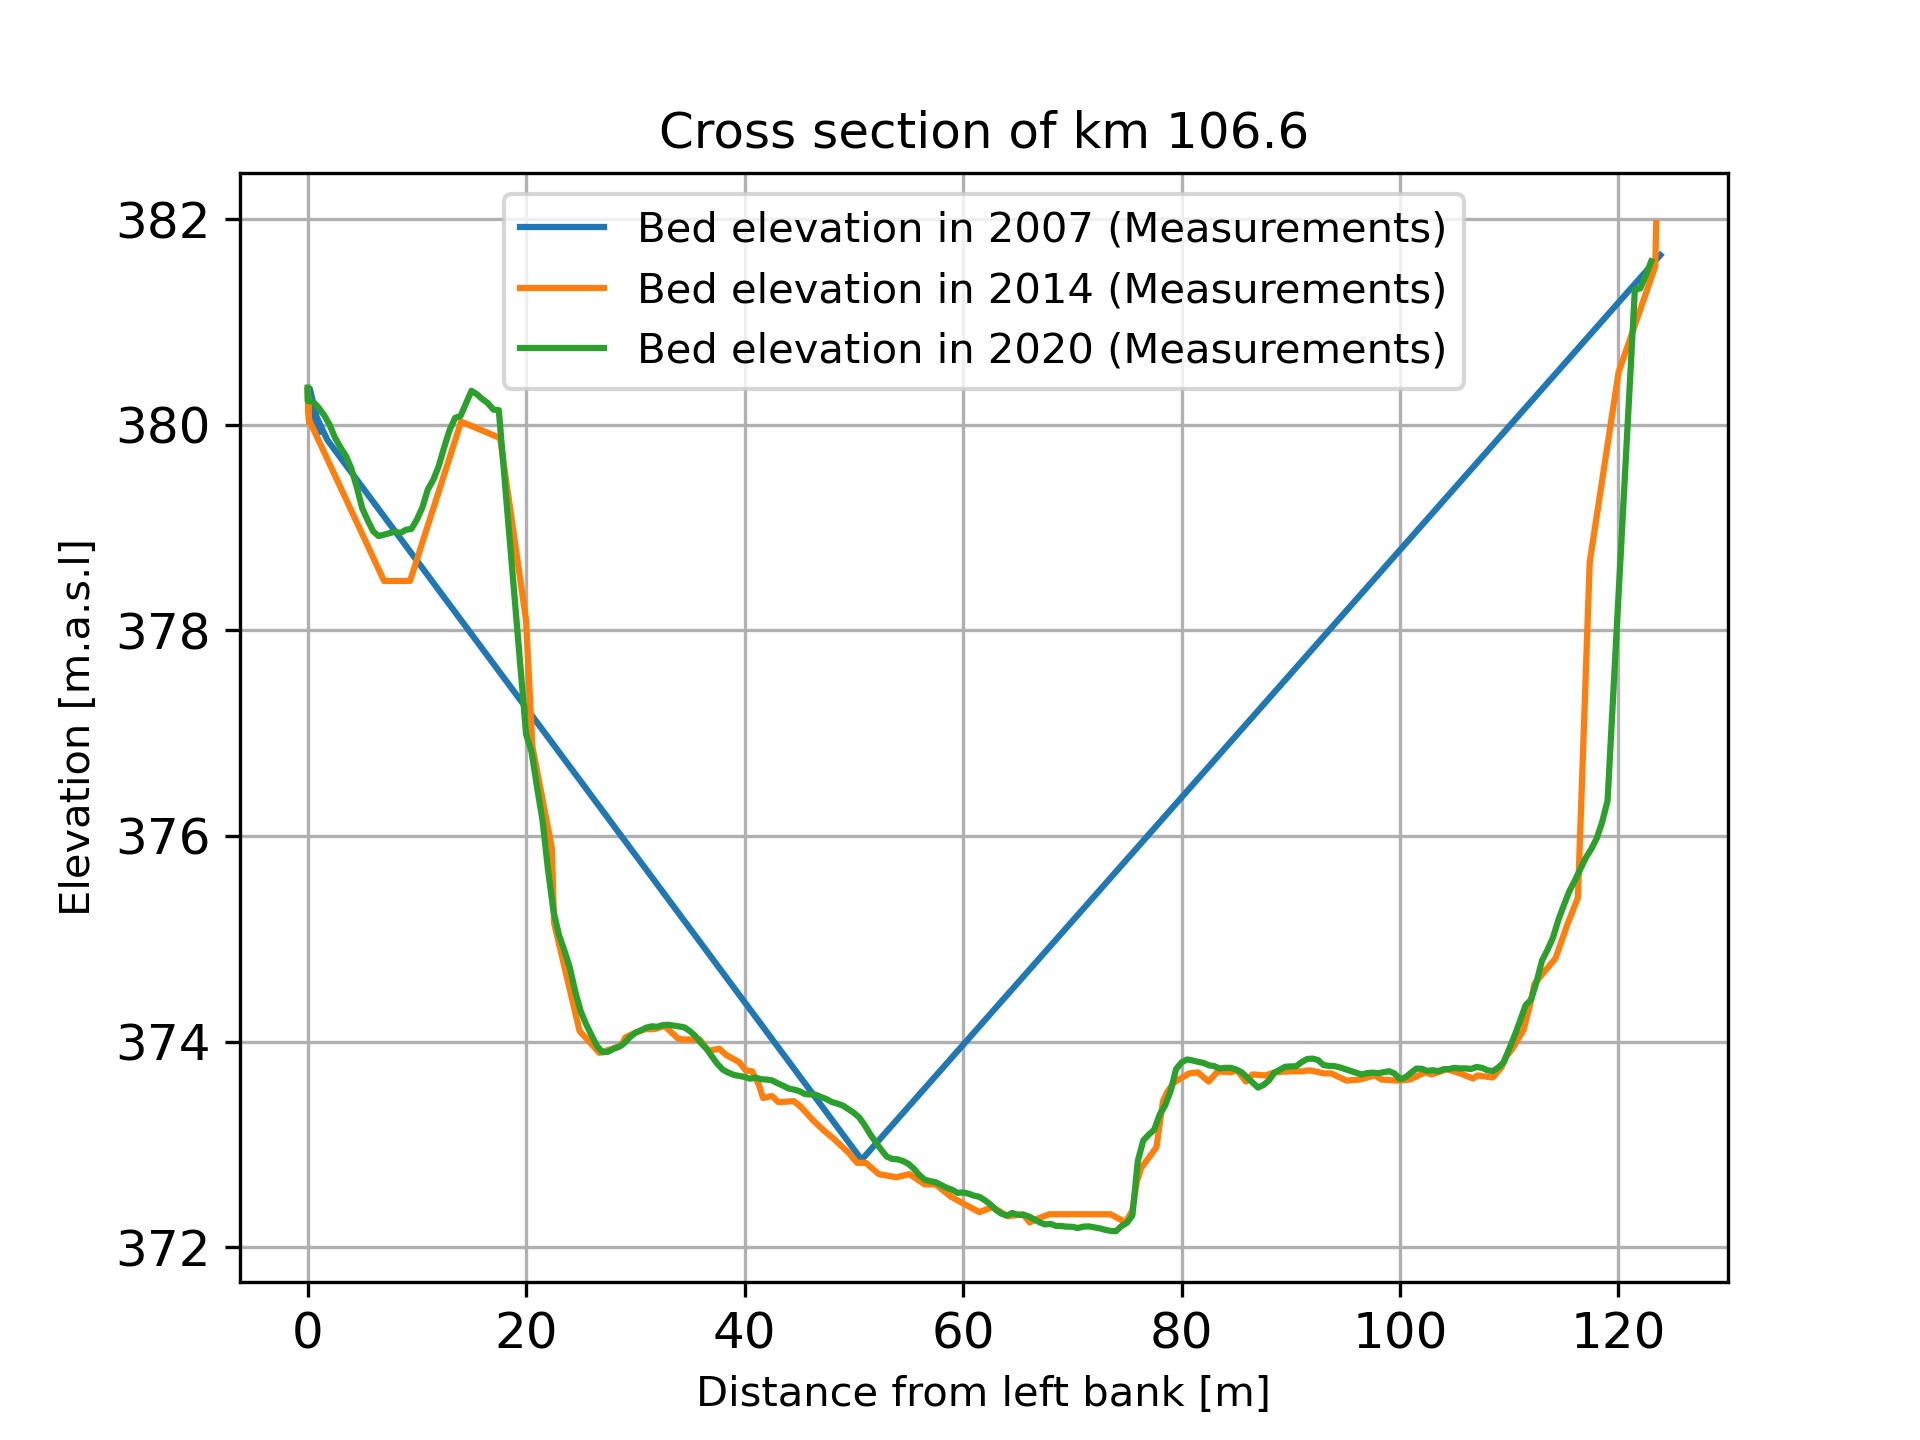 Cross section of km 106.6
Bed elevation in 2007 (Measurements)
Bed elevation in 2014 (Measurements)
Bed elevation in 2020 (Measurements)
Elevation [m.a.s.l]
382
380
378
376
374
372
0 20 40 60 80 100 120
Distance from left bank [m]